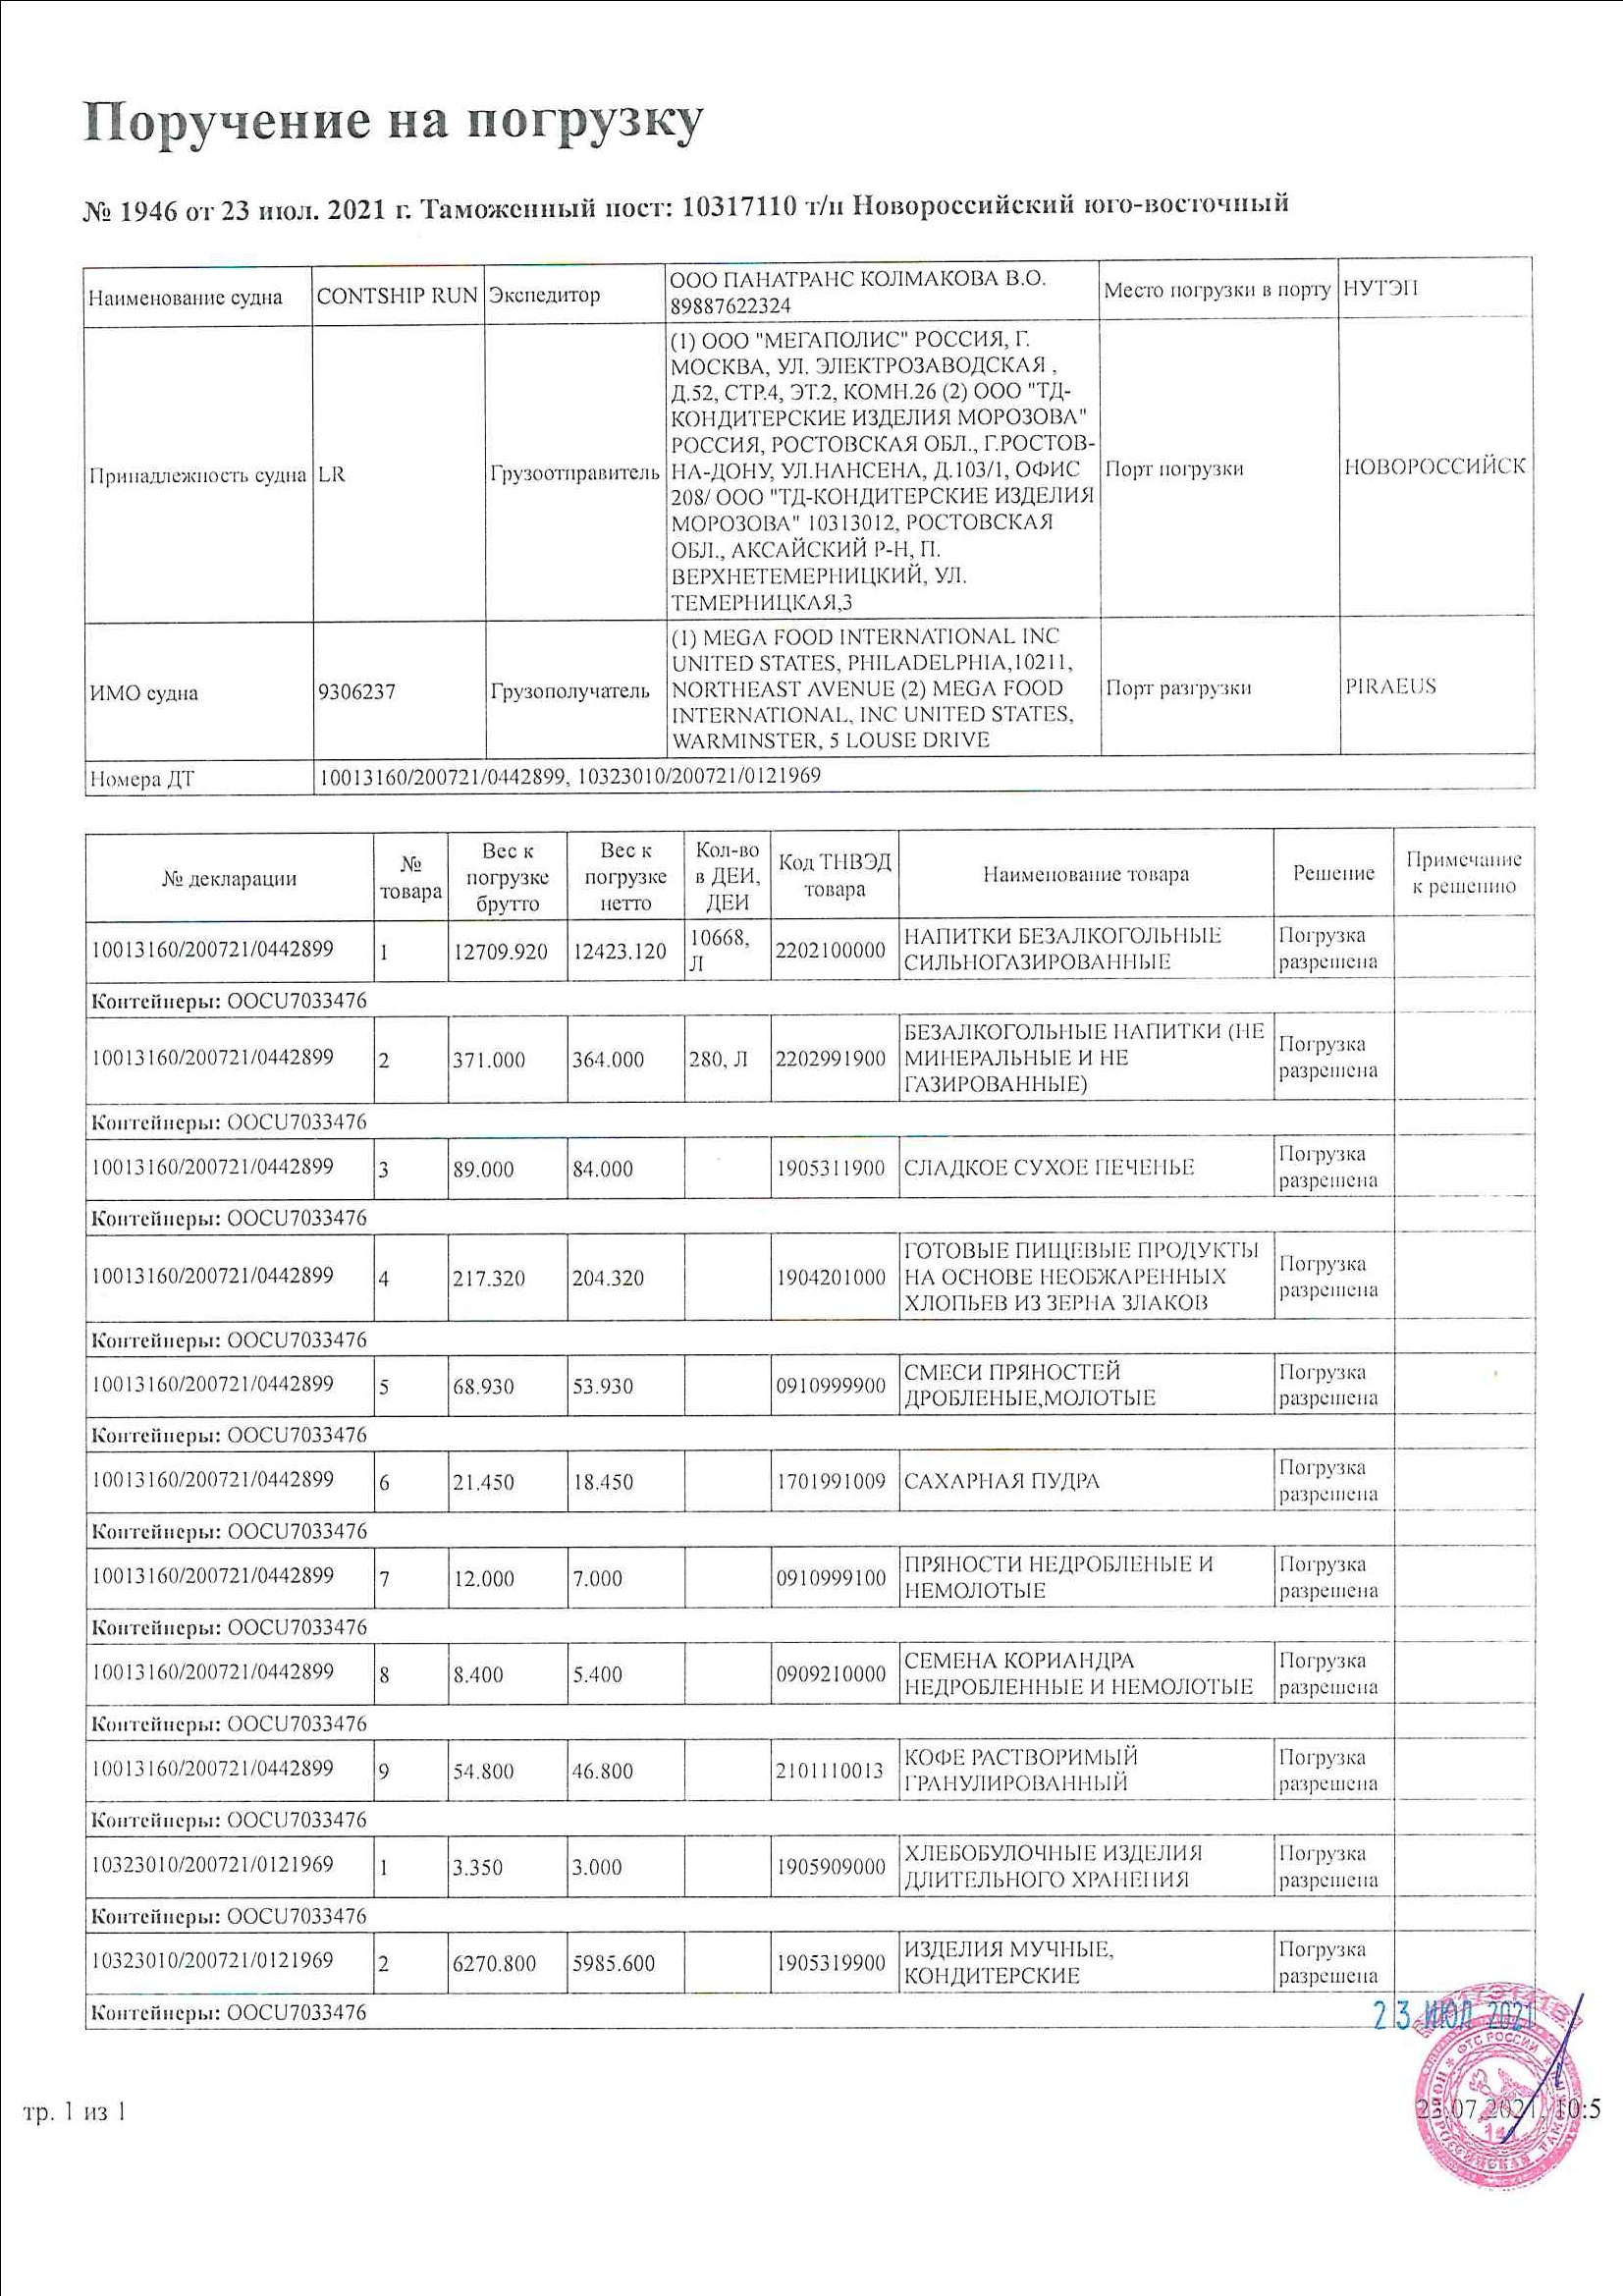 Поручение на погрузку
№ 1946 от 23 июл. 2021 г. Таможенный пост: 10317110 т/п Новороссийский юго-восточный
Наименование судна CONTSHIP RUN Экспедитор ООО ПАНАТРАНС КОЛМАКОВА В.О. 89887622324 Место погрузки в порту НУТЭП
Принадлежность судна LR Грузоотправитель
(1) ООО "МЕГАПОЛИС" РОССИЯ, Г.
МОСКВА, УЛ. ЭЛЕКТРОЗАВОДСКАЯ ,
Д.52, СТР.4, ЭТ.2, КОМН.26 (2) ООО "ТД-
КОНДИТЕРСКИЕ ИЗДЕЛИЯ МОРОЗОВА"
РОССИЯ, РОСТОВСКАЯ ОБЛ., Г.РОСТОВ-
НА-ДОНУ, УЛ.НАНСЕНА, Д.103/1, ОФИС
208/ ООО "ТД-КОНДИТЕРСКИЕ ИЗДЕЛИЯ
МОРОЗОВА" 10313012, РОСТОВСКАЯ
ОБЛ., АКСАЙСКИЙ Р-Н, П.
ВЕРХНЕТЕМЕРНИЦКИЙ, УЛ.
ТЕМЕРНИЦКАЯ,3
Порт погрузки НОВОРОССИЙСК
ИМО судна 9306237 Грузополучатель
(1) MEGA FOOD INTERNATIONAL INC
UNITED STATES, PHILADELPHIA,10211,
NORTHEAST AVENUE (2) MEGA FOOD
INTERNATIONAL, INC UNITED STATES,
WARMINSTER, 5 LOUSE DRIVE
Порт разгрузки PIRAEUS
Номера ДТ 10013160/200721/0442899, 10323010/200721/0121969
№ декларации № товара Вес к погрузке брутто Вес к погрузке нетто Кол-во в ДЕИ, ДЕИ Код ТНВЭД товара Наименование товара Решение Примечание к решению
10013160/200721/0442899 1 12709.920 12423.120 10668, Л 2202100000 НАПИТКИ БЕЗАЛКОГОЛЬНЫЕ СИЛЬНОГАЗИРОВАННЫЕ Погрузка разрешена
Контейнеры: OOCU7033476
10013160/200721/0442899 2 371.000 364.000 280, Л 2202991900 БЕЗАЛКОГОЛЬНЫЕ НАПИТКИ (НЕ МИНЕРАЛЬНЫЕ И НЕ ГАЗИРОВАННЫЕ) Погрузка разрешена
Контейнеры: OOCU7033476
10013160/200721/0442899 3 89.000 84.000 1905311900 СЛАДКОЕ СУХОЕ ПЕЧЕНЬЕ Погрузка разрешена
Контейнеры: OOCU7033476
10013160/200721/0442899 4 217.320 204.320 1904201000 ГОТОВЫЕ ПИЩЕВЫЕ ПРОДУКТЫ НА ОСНОВЕ НЕОБЖАРЕННЫХ ХЛОПЬЕВ ИЗ ЗЕРНА ЗЛАКОВ Погрузка разрешена
Контейнеры: OOCU7033476
10013160/200721/0442899 5 68.930 53.930 0910999900 СМЕСИ ПРЯНОСТЕЙ ДРОБЛЕНЫЕ,МОЛОТЫЕ Погрузка разрешена
Контейнеры: OOCU7033476
10013160/200721/0442899 6 21.450 18.450 1701991009 САХАРНАЯ ПУДРА Погрузка разрешена
Контейнеры: OOCU7033476
10013160/200721/0442899 7 12.000 7.000 0910999100 ПРЯНОСТИ НЕДРОБЛЕНЫЕ И НЕМОЛОТЫЕ Погрузка разрешена
Контейнеры: OOCU7033476
10013160/200721/0442899 8 8.400 5.400 0909210000 СЕМЕНА КОРИАНДРА НЕДРОБЛЕННЫЕ И НЕМОЛОТЫЕ Погрузка разрешена
Контейнеры: OOCU7033476
10013160/200721/0442899 9 54.800 46.800 2101110013 КОФЕ РАСТВОРИМЫЙ ГРАНУЛИРОВАННЫЙ Погрузка разрешена
Контейнеры: OOCU7033476
10323010/200721/0121969 1 3.350 3.000 1905909000 ХЛЕБОБУЛОЧНЫЕ ИЗДЕЛИЯ ДЛИТЕЛЬНОГО ХРАНЕНИЯ Погрузка разрешена
Контейнеры: OOCU7033476
10323010/200721/0121969 2 6270.800 5985.600 1905319900 ИЗДЕЛИЯ МУЧНЫЕ, КОНДИТЕРСКИЕ Погрузка разрешена
Контейнеры: OOCU7033476
23 ИЮЛ 2021
ФТС РОССИИ
тр. 1 из 1
23.07.2021, 10:5